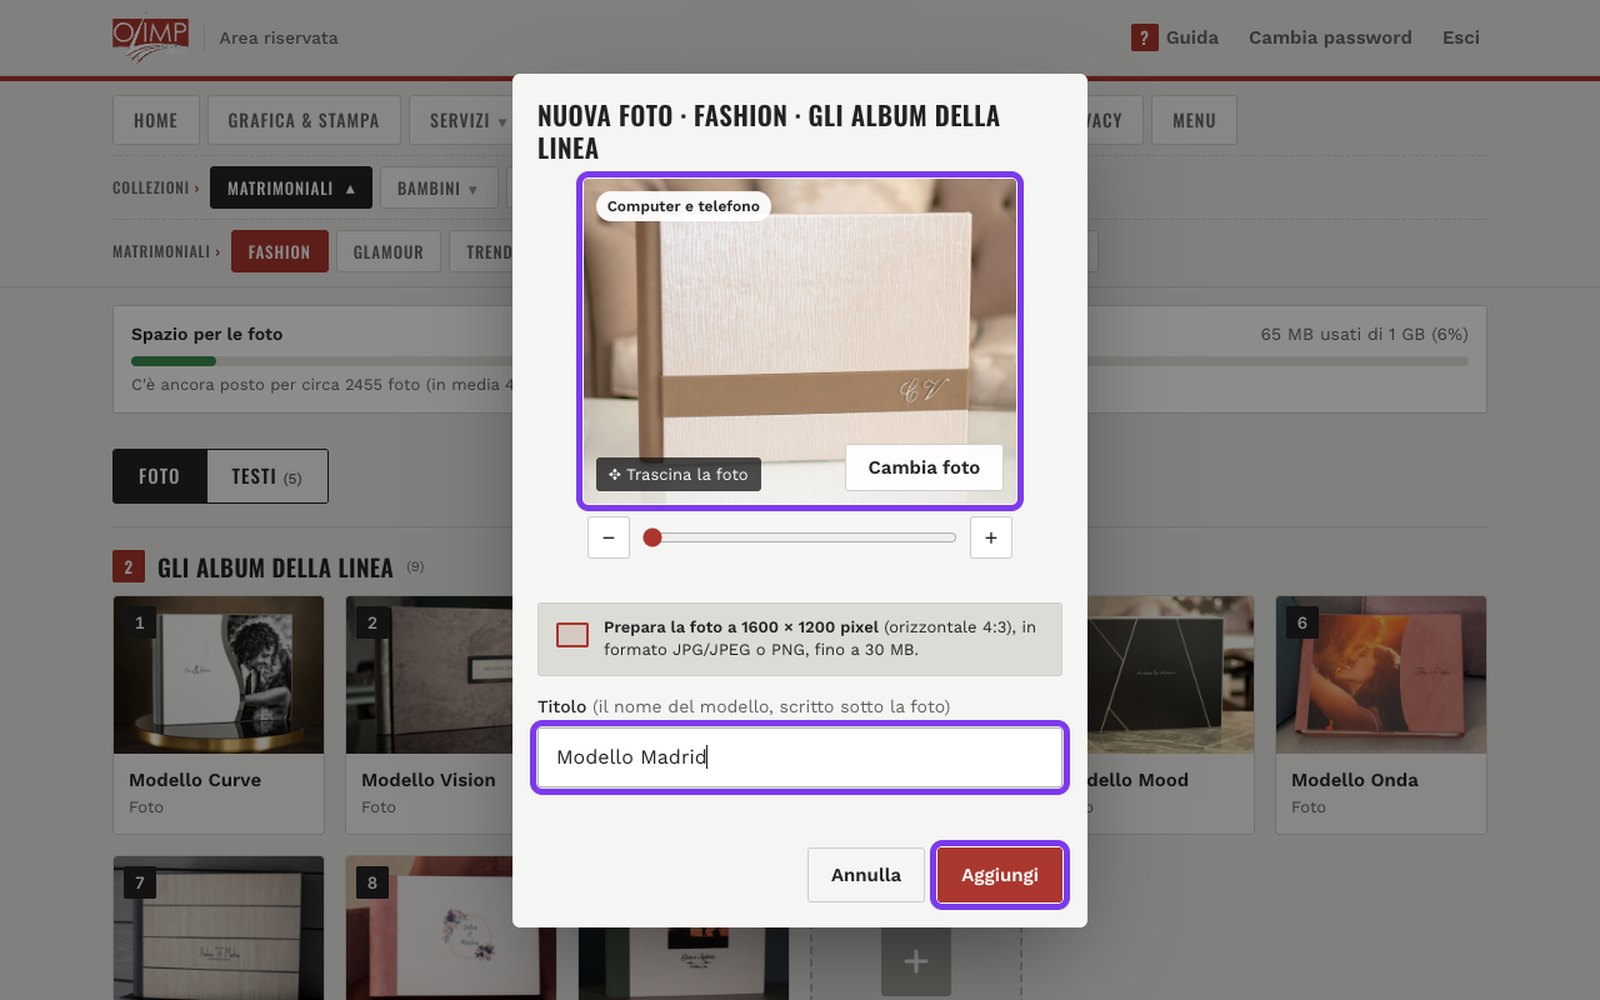 OLIMP
Area riservata
? Guida
Cambia password
Esci
HOME
GRAFICA & STAMPA
SERVIZI ▾
MENU
COLLEZIONI ›
MATRIMONIALI ▲
BAMBINI ▾
MATRIMONIALI ›
FASHION
GLAMOUR
TREND
Spazio per le foto
65 MB usati di 1 GB (6%)
C'è ancora posto per circa 2455 foto (in media 4
FOTO
TESTI (5)
2 GLI ALBUM DELLA LINEA (9)
1
2
6
Modello Curve
Foto
Modello Vision
Foto
Mood
Modello Onda
Foto
7
8
NUOVA FOTO · FASHION · GLI ALBUM DELLA
LINEA
Computer e telefono
CV
Trascina la foto
Cambia foto
−
+
Prepara la foto a 1600 × 1200 pixel (orizzontale 4:3), in
formato JPG/JPEG o PNG, fino a 30 MB.
Titolo (il nome del modello, scritto sotto la foto)
Modello Madrid
Annulla
Aggiungi
+